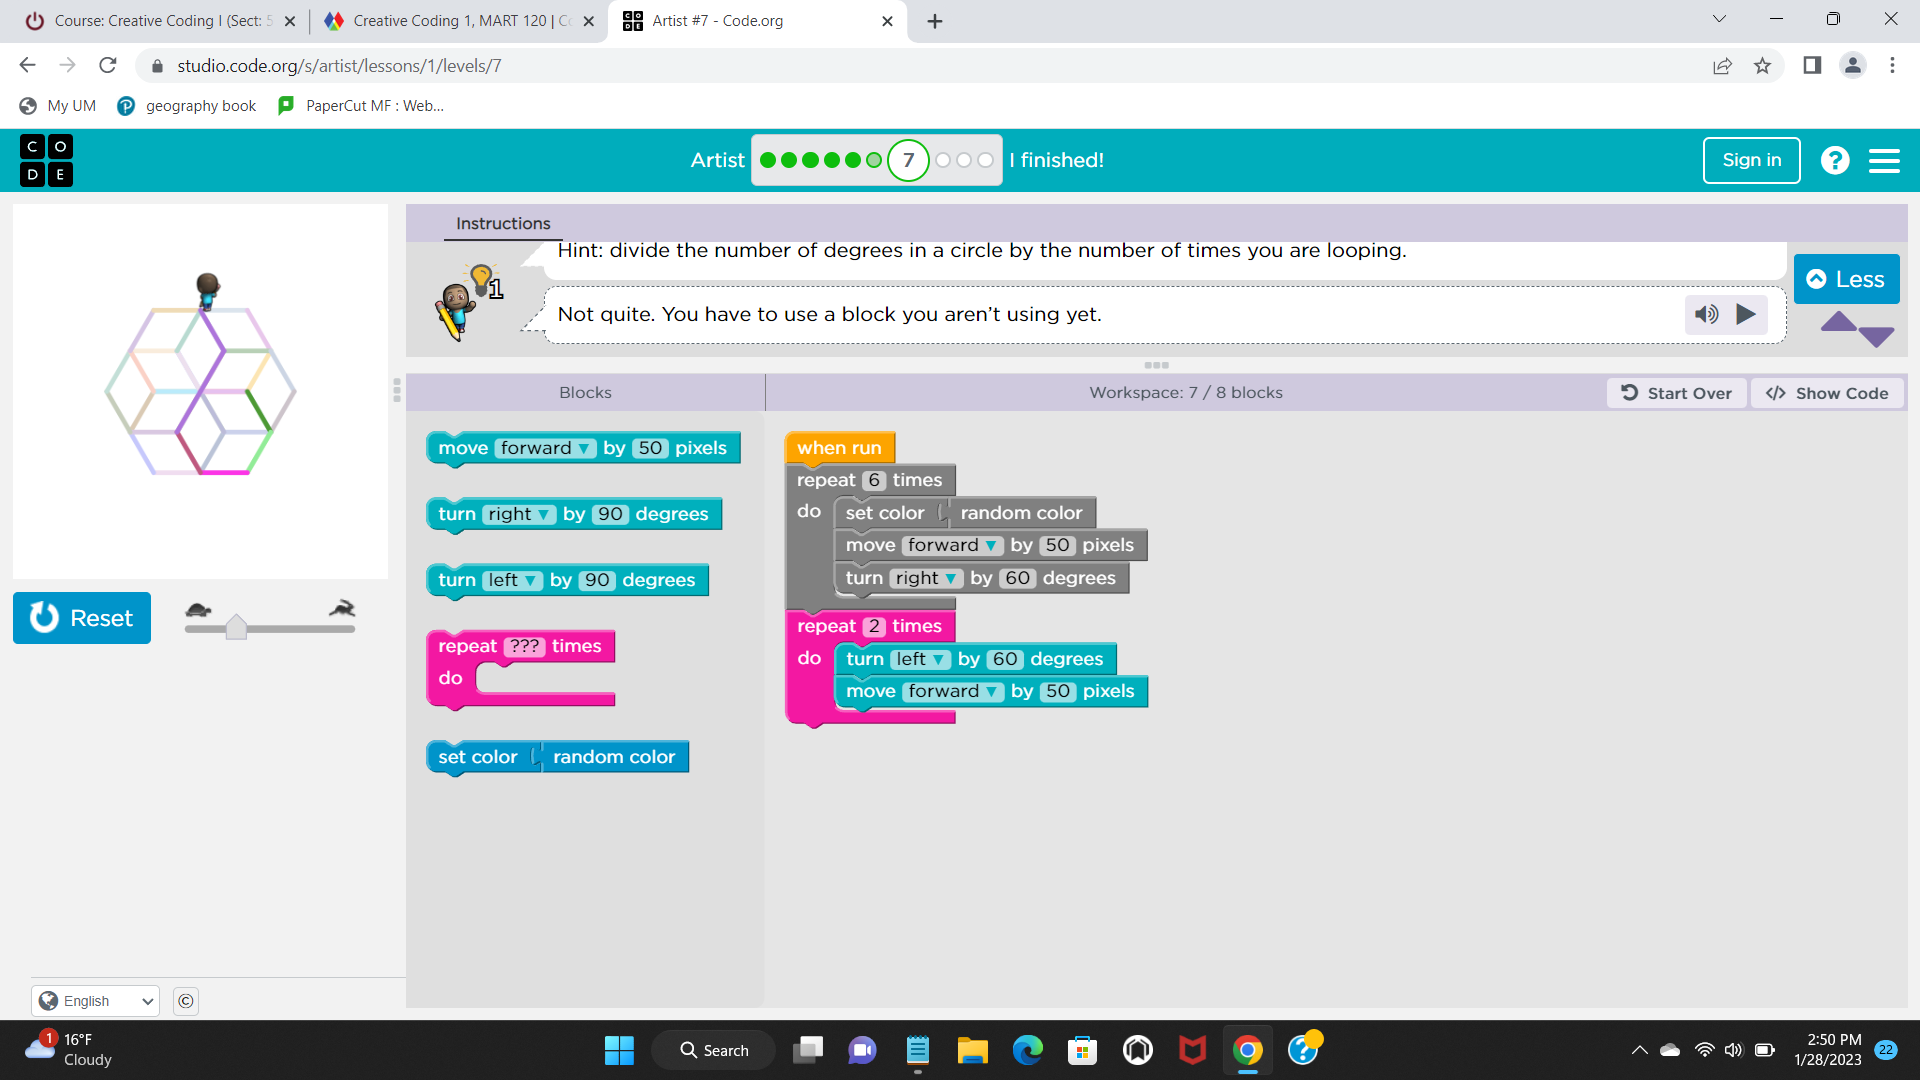 Course: Creative Coding I (Sect: 5
Creative Coding 1, MART 120 | Co
Artist #7 - Code.org
studio.code.org/s/artist/lessons/1/levels/7
My UM
geography book
PaperCut MF : Web...
C O
D E
Artist
7
I finished!
Sign in
?
Instructions
Hint: divide the number of degrees in a circle by the number of times you are looping.
1
Not quite. You have to use a block you aren't using yet.
Less
Blocks
Workspace: 7 / 8 blocks
Start Over
</> Show Code
move forward ▼ by 50 pixels
turn right ▼ by 90 degrees
turn left ▼ by 90 degrees
repeat ??? times
do
set color random color
when run
repeat 6 times
do set color random color
move forward ▼ by 50 pixels
turn right ▼ by 60 degrees
repeat 2 times
do turn left ▼ by 60 degrees
move forward ▼ by 50 pixels
Reset
English
©
1
16°F
Cloudy
Search
2:50 PM
1/28/2023
22